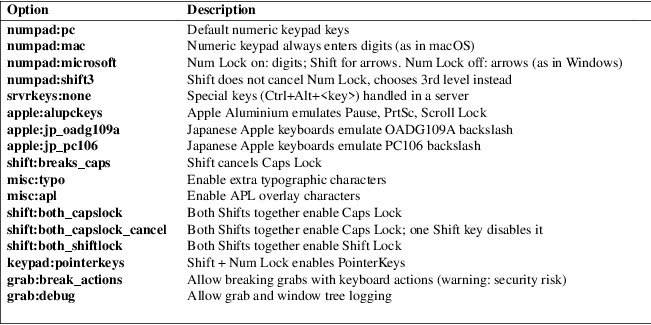 Option Description
numpad:pc Default numeric keypad keys
numpad:mac Numeric keypad always enters digits (as in macOS)
numpad:microsoft Num Lock on: digits; Shift for arrows. Num Lock off: arrows (as in Windows)
numpad:shift3 Shift does not cancel Num Lock, chooses 3rd level instead
srvrkeys:none Special keys (Ctrl+Alt+<key>) handled in a server
apple:alupckeys Apple Aluminium emulates Pause, PrtSc, Scroll Lock
apple:jp_oadg109a Japanese Apple keyboards emulate OADG109A backslash
apple:jp_pc106 Japanese Apple keyboards emulate PC106 backslash
shift:breaks_caps Shift cancels Caps Lock
misc:typo Enable extra typographic characters
misc:apl Enable APL overlay characters
shift:both_capslock Both Shifts together enable Caps Lock
shift:both_capslock_cancel Both Shifts together enable Caps Lock; one Shift key disables it
shift:both_shiftlock Both Shifts together enable Shift Lock
keypad:pointerkeys Shift + Num Lock enables PointerKeys
grab:break_actions Allow breaking grabs with keyboard actions (warning: security risk)
grab:debug Allow grab and window tree logging